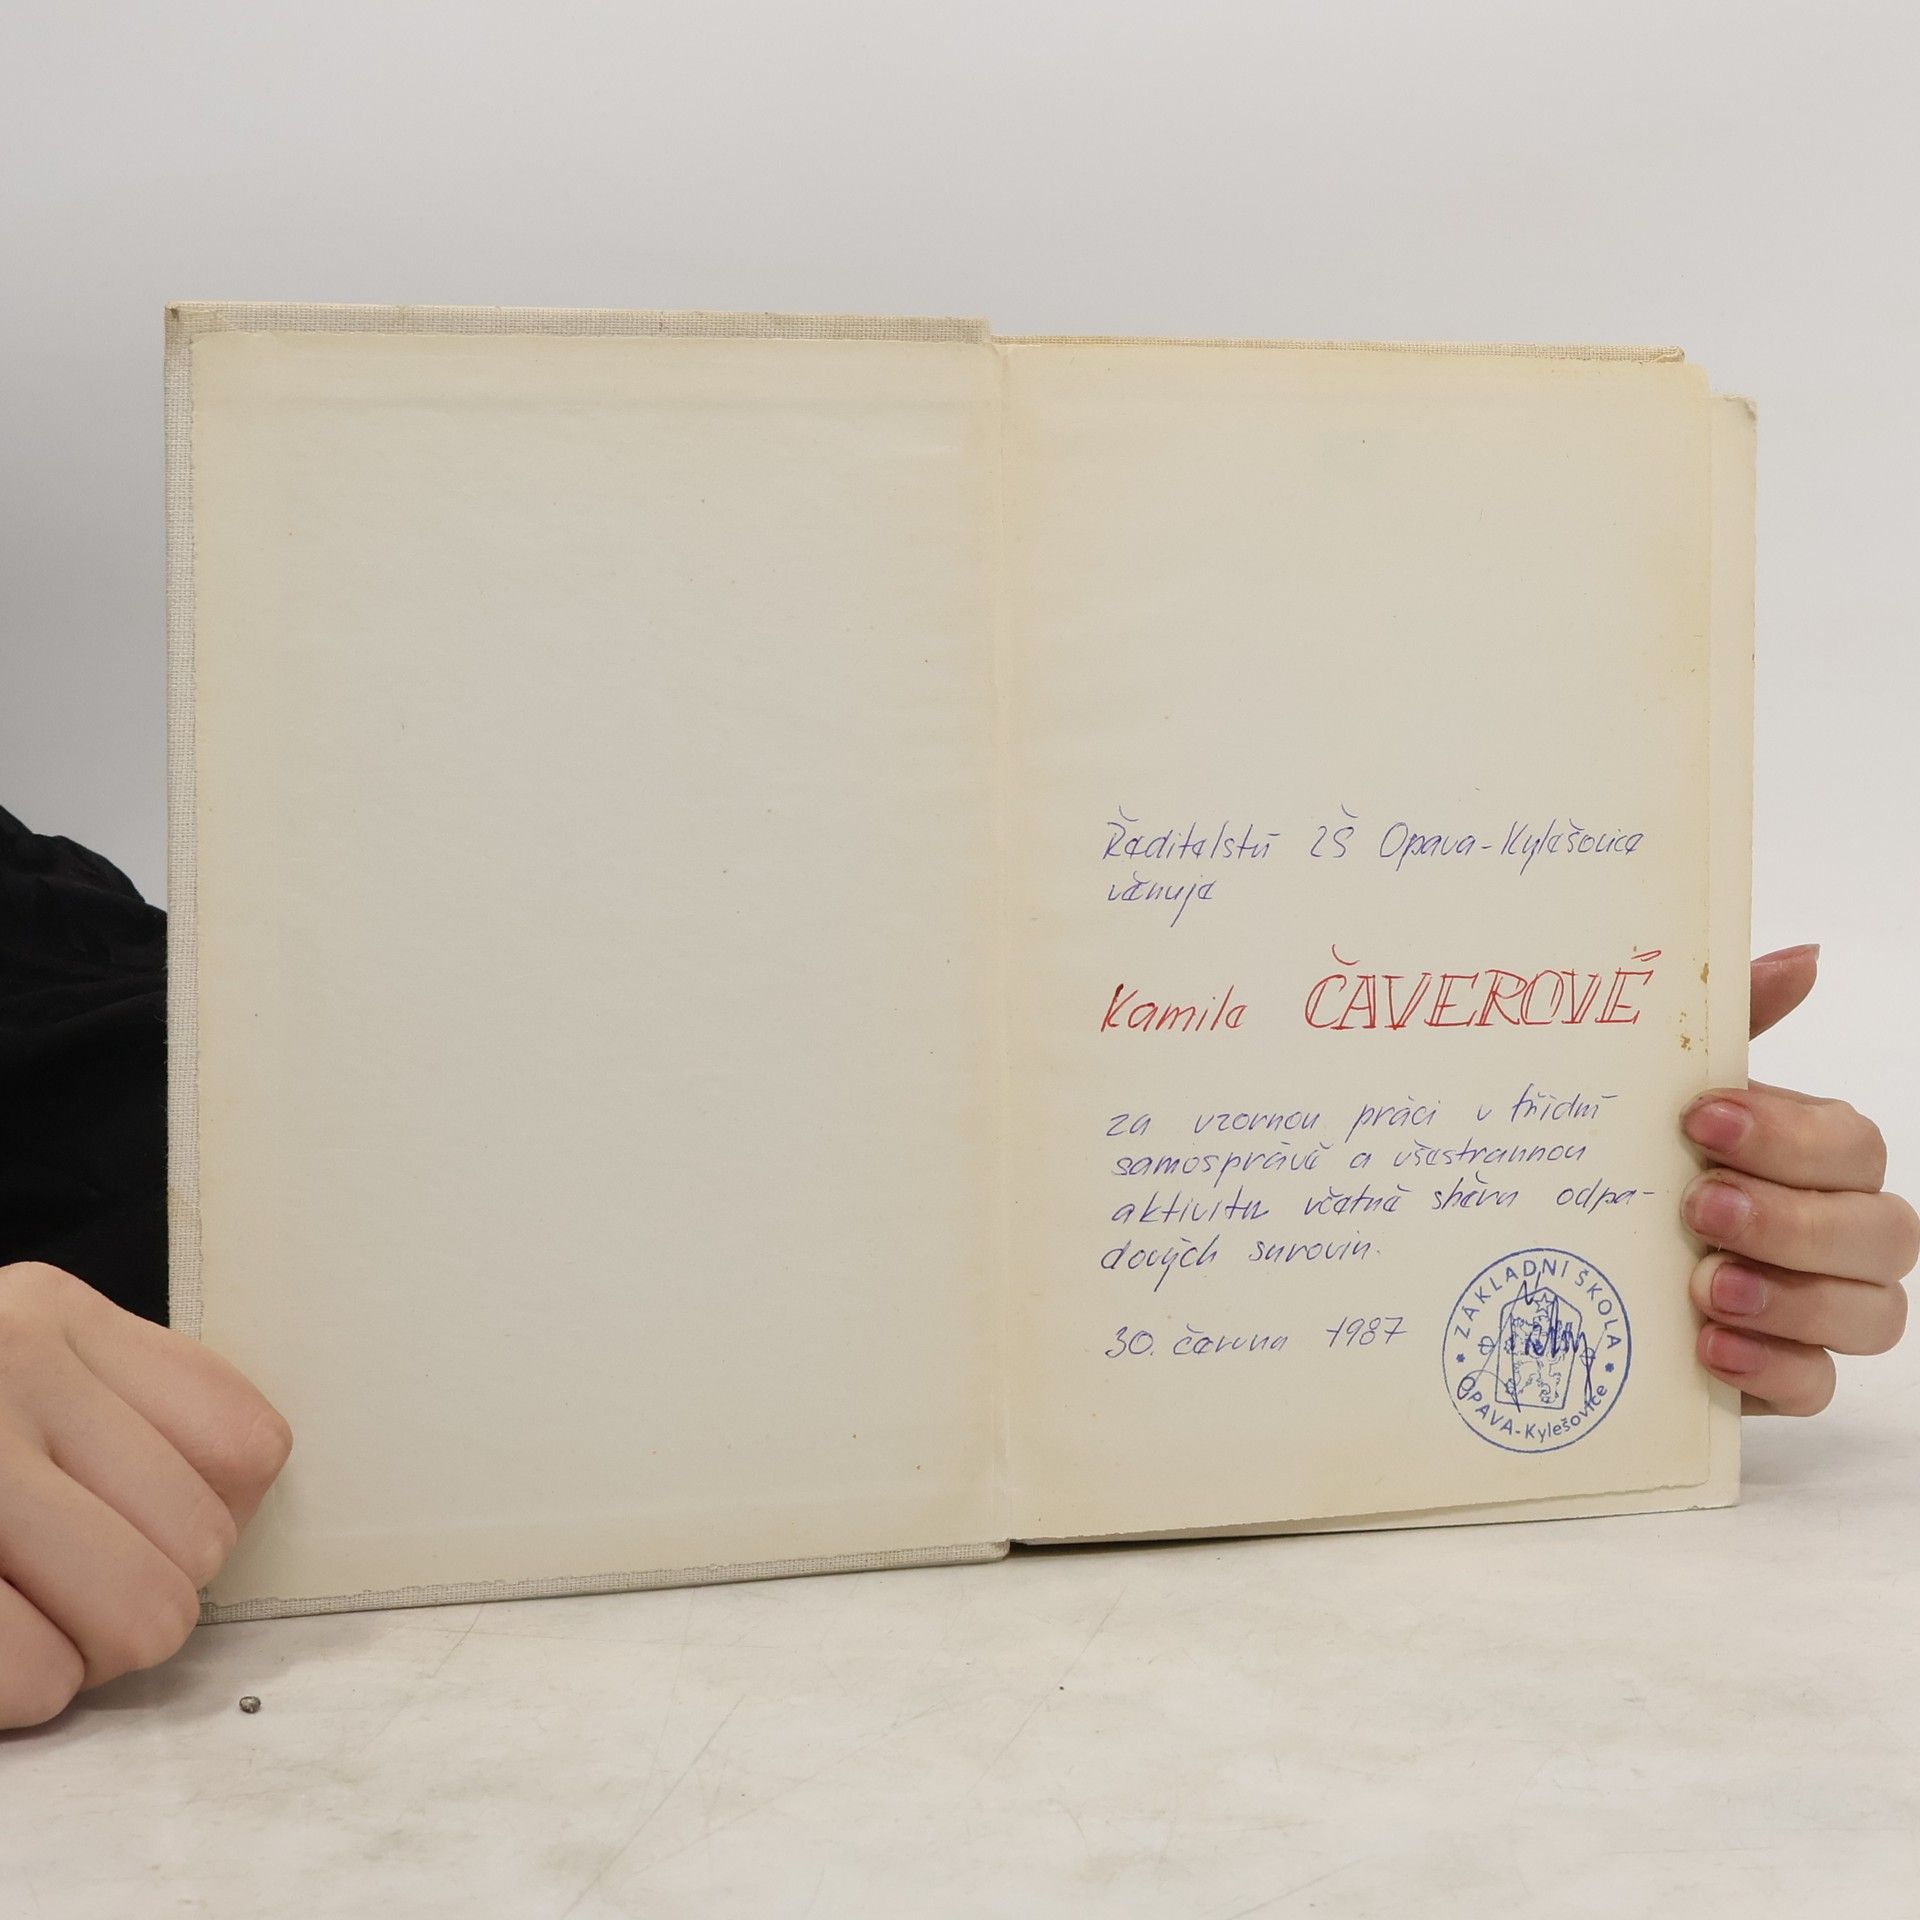 Ředitelství ZŠ Opava-Kylešovice
věnuje
Kamile ČAVEROVÉ
za vzornou práci v třídní
samosprávě a všestrannou
aktivitu včetně sběru odpa-
dových surovin.
30. června 1987
ZÁKLADNÍ ŠKOLA
OPAVA-Kylešovice